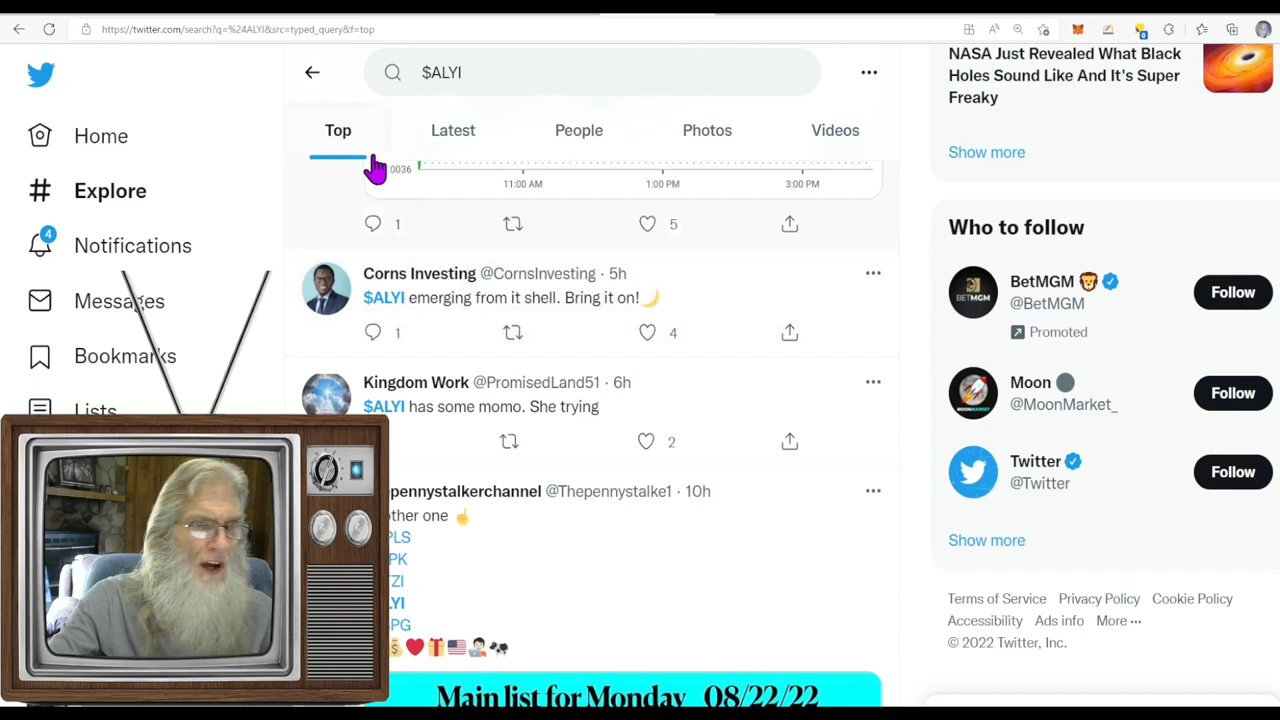 https://twitter.com/search?q=%24ALYI&src=typed_query&f=top
Home
Explore
4
Notifications
Messages
Bookmarks
Lists
$ALYI
Top
Latest
People
Photos
Videos
0036
11:00 AM
1:00 PM
3:00 PM
1
5
Corns Investing @CornsInvesting · 5h
$ALYI emerging from it shell. Bring it on!🌙
1
4
Kingdom Work @PromisedLand51 · 6h
$ALYI has some momo. She trying
2
pennystalkerchannel @Thepennystalke1 · 10h
other one ☝
PLS
PK
TZI
LYI
PG
Main list for Monday 08/22/22
NASA Just Revealed What Black
Holes Sound Like And It's Super
Freaky
Show more
Who to follow
BetMGM 🦁
@BetMGM
Promoted
Follow
BETMGM
Moon 🌑
@MoonMarket_
Follow
MOONMARKET
Twitter
@Twitter
Follow
Show more
Terms of Service Privacy Policy Cookie Policy
Accessibility Ads info More ···
© 2022 Twitter, Inc.